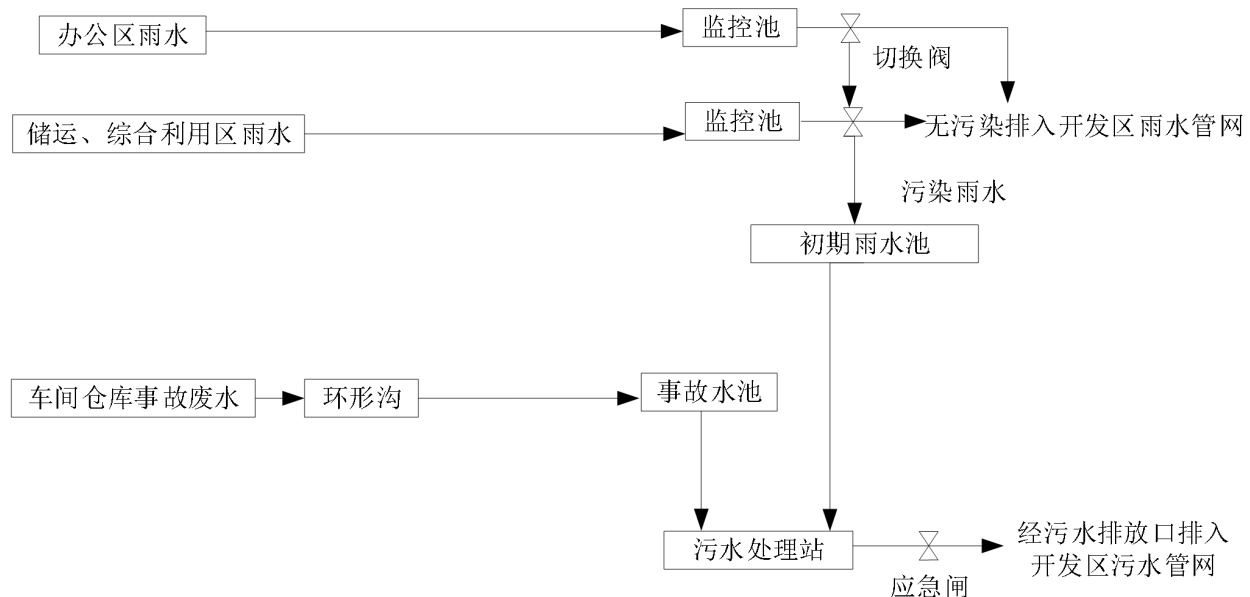 办公区雨水
监控池
切换阀
储运、综合利用区雨水
监控池
无污染排入开发区雨水管网
污染雨水
初期雨水池
车间仓库事故废水
环形沟
事故水池
污水处理站
应急闸
经污水排放口排入
开发区污水管网